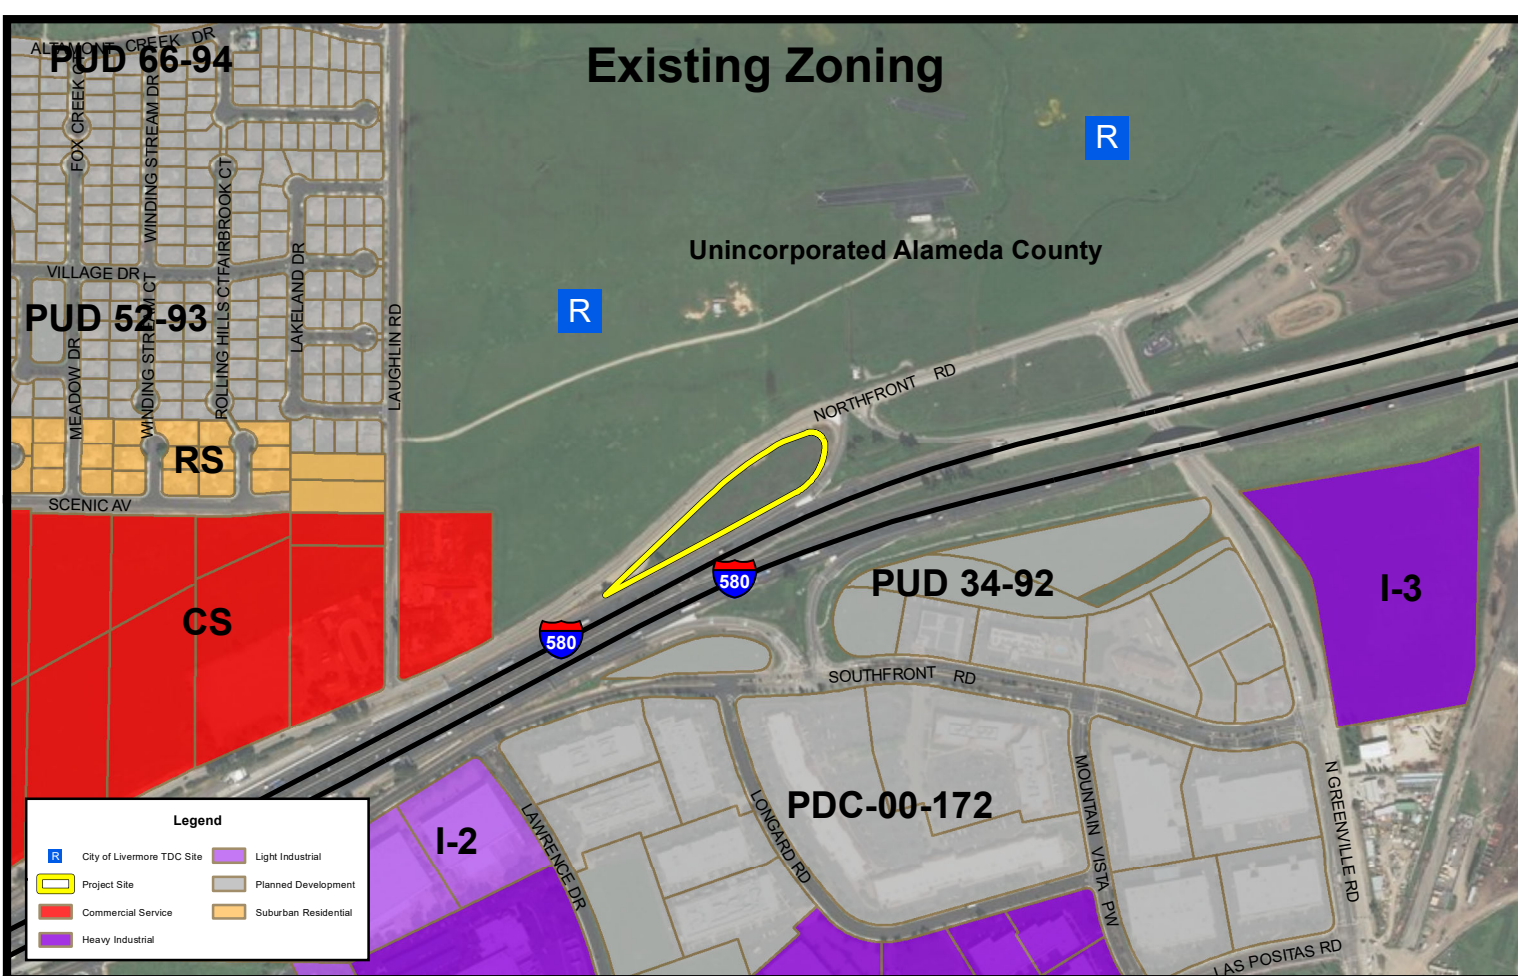 Existing Zoning
ALTAMONT CREEK DR
PUD 66-94
FOX CREEK CT
WINDING STREAM DR
FAIRBROOK CT
R
Unincorporated Alameda County
VILLAGE DR
PUD 52-93
LAKELAND DR
LAUGHLIN RD
R
MEADOW DR
WINDING STREAM CT
ROLLING HILLS CT
NORTHFRONT RD
RS
SCENIC AV
CS
580
580
PUD 34-92
I-3
SOUTHFRONT RD
PDC-00-172
I-2
LAWRENCE DR
LONGARD RD
MOUNTAIN VISTA PW
N GREENVILLE RD
LAS POSITAS RD
Legend
R City of Livermore TDC Site
Project Site
Commercial Service
Heavy Industrial
Light Industrial
Planned Development
Suburban Residential